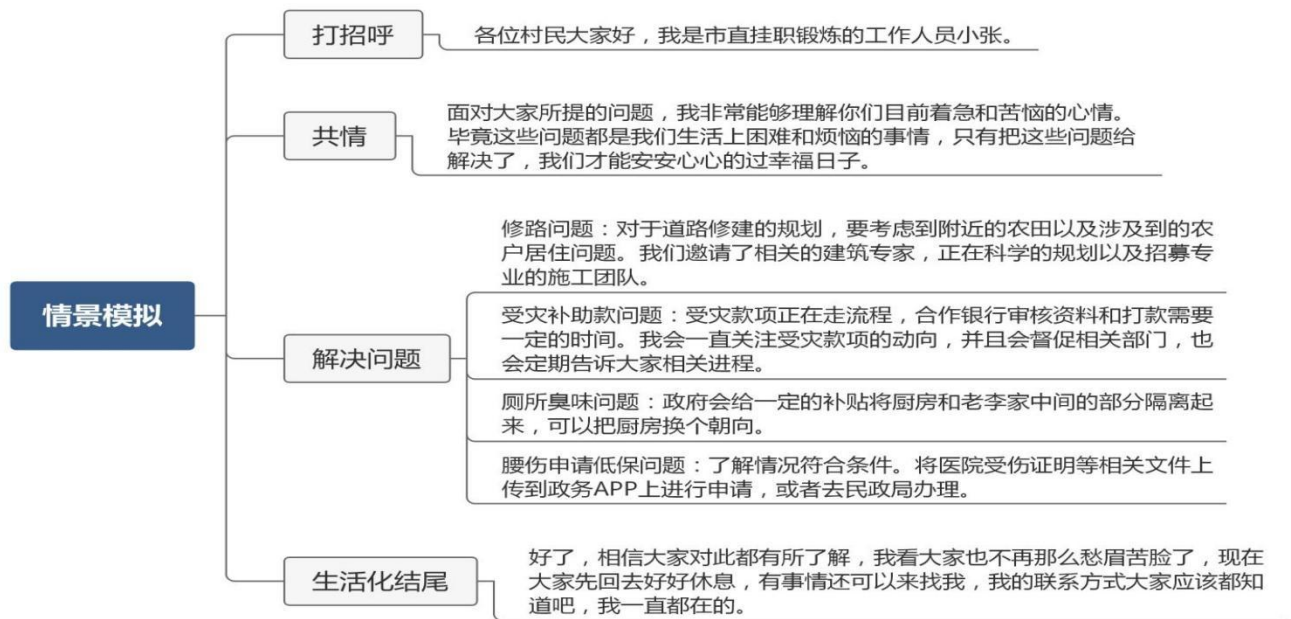 打招呼
各位村民大家好，我是市直挂职锻炼的工作人员小张。
共情
面对大家所提的问题，我非常能够理解你们目前着急和苦恼的心情。
毕竟这些问题都是我们生活上困难和烦恼的事情，只有把这些问题给
解决了，我们才能安安心心的过幸福日子。
情景模拟
解决问题
修路问题：对于道路修建的规划，要考虑到附近的农田以及涉及到的农
户居住问题。我们邀请了相关的建筑专家，正在科学的规划以及招募专
业的施工团队。
受灾补助款问题：受灾款项正在走流程，合作银行审核资料和打款需要
一定的时间。我会一直关注受灾款项的动向，并且会督促相关部门，也
会定期告诉大家相关进程。
厕所臭味问题：政府会给一定的补贴将厨房和老李家中间的部分隔离起
来，可以把厨房换个朝向。
腰伤申请低保问题：了解情况符合条件。将医院受伤证明等相关文件上
传到政务APP上进行申请，或者去民政局办理。
生活化结尾
好了，相信大家对此都有所了解，我看大家也不再那么愁眉苦脸了，现在
大家先回去好好休息，有事情还可以来找我，我的联系方式大家应该都知
道吧，我一直都在的。